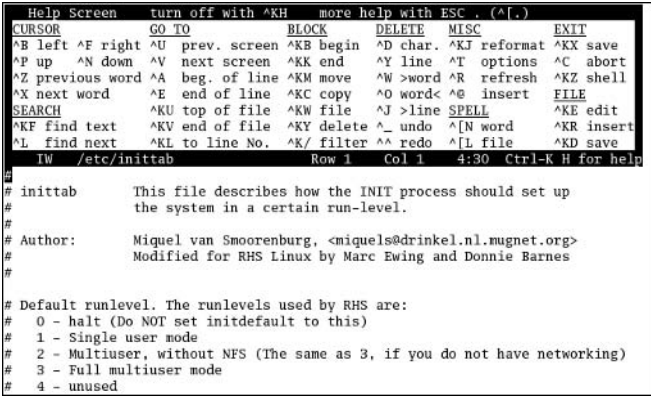 Help Screen turn off with ^KH more help with ESC . (^[.)
CURSOR GO TO BLOCK DELETE MISC EXIT
^B left ^F right ^U prev. screen ^KB begin ^D char. ^KJ reformat ^KX save
^P up ^N down ^V next screen ^KK end ^Y line ^T options ^C abort
^Z previous word ^A beg. of line ^KM move ^W >word ^R refresh ^KZ shell
^X next word ^E end of line ^KC copy ^O word< ^@ insert FILE
SEARCH ^KU top of file ^KW file ^J >line SPELL ^KE edit
^KF find text ^KV end of file ^KY delete ^_ undo ^[N word ^KR insert
^L find next ^KL to line No. ^K/ filter ^^ redo ^[L file ^KD save
IW /etc/inittab Row 1 Col 1 4:30 Ctrl-K H for help
#
# inittab This file describes how the INIT process should set up
# the system in a certain run-level.
#
# Author: Miquel van Smoorenburg, <miquels@drinkel.nl.mugnet.org>
# Modified for RHS Linux by Marc Ewing and Donnie Barnes
#

# Default runlevel. The runlevels used by RHS are:
# 0 - halt (Do NOT set initdefault to this)
# 1 - Single user mode
# 2 - Multiuser, without NFS (The same as 3, if you do not have networking)
# 3 - Full multiuser mode
# 4 - unused